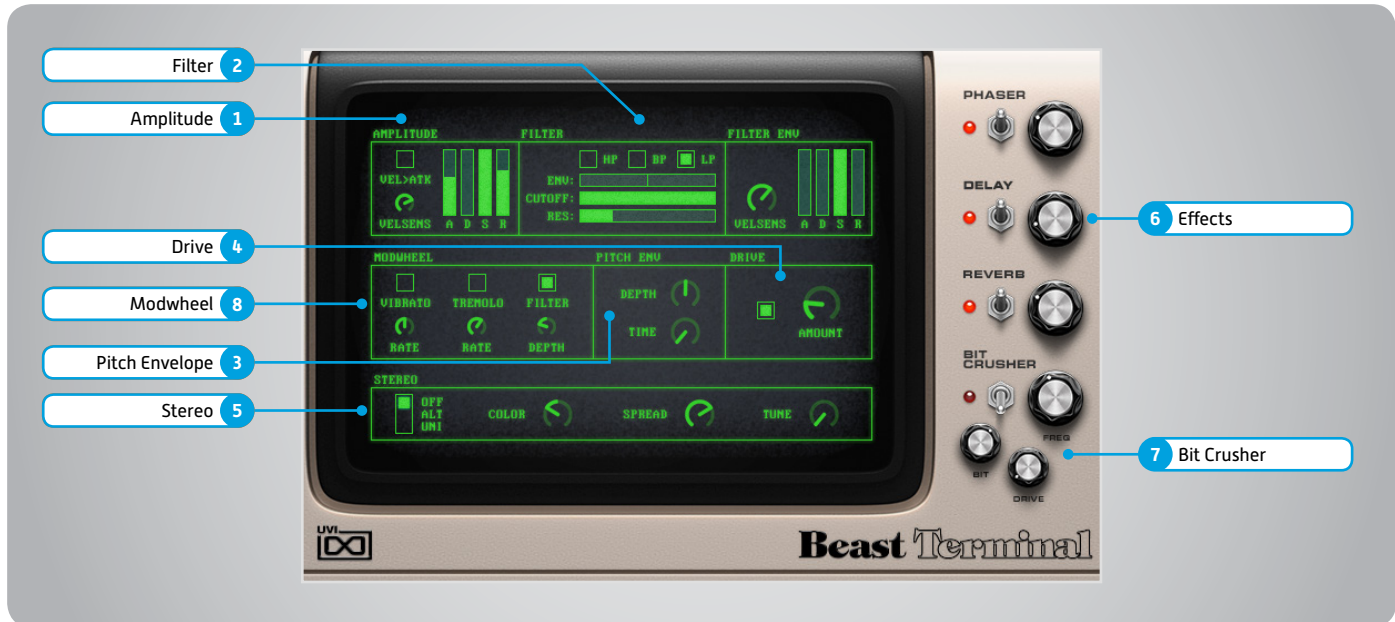 Filter 2
Amplitude 1
Drive 4
Modwheel 8
Pitch Envelope 3
Stereo 5
AMPLITUDE
VEL>ATK
VELSENS
A D S R
FILTER
HP BP LP
ENV:
CUTOFF:
RES:
FILTER ENV
VELSENS
A D S R
MODWHEEL
VIBRATO TREMOLO FILTER
RATE RATE DEPTH
PITCH ENV
DEPTH
TIME
DRIVE
AMOUNT
STEREO
OFF
ALT
UNI
COLOR SPREAD TUNE
PHASER
DELAY
REVERB
BIT
CRUSHER
FREQ
BIT
DRIVE
6 Effects
7 Bit Crusher
UVI
Beast Terminal